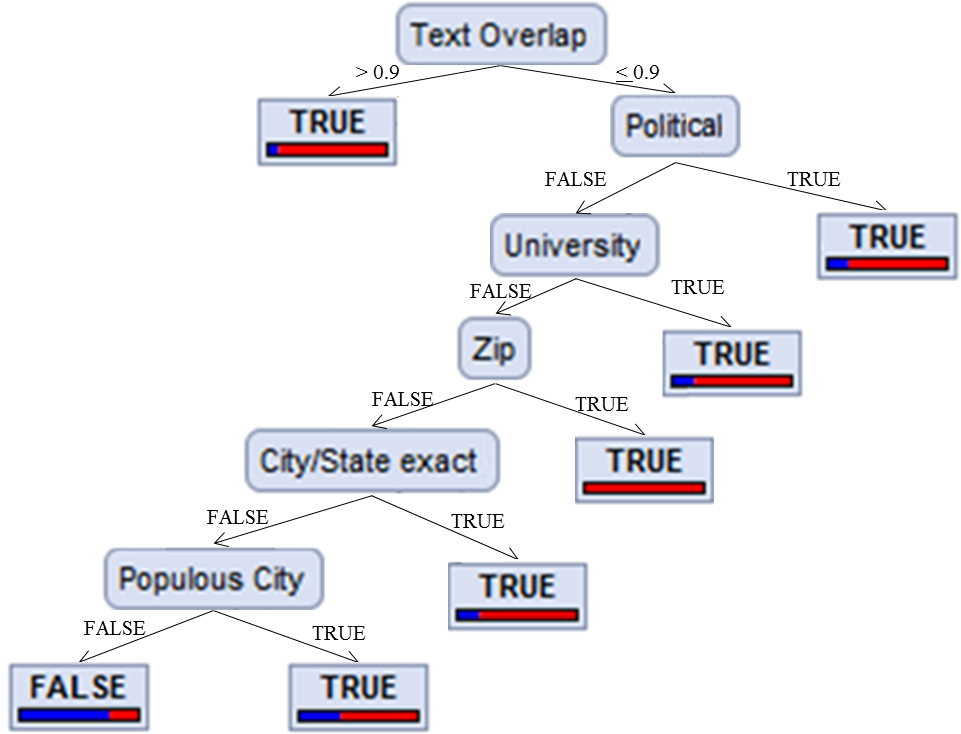 Text Overlap
> 0.9
≤ 0.9
TRUE
Political
FALSE
TRUE
University
TRUE
FALSE
TRUE
Zip
TRUE
FALSE
TRUE
City/State exact
TRUE
FALSE
TRUE
Populous City
TRUE
FALSE
TRUE
FALSE
TRUE